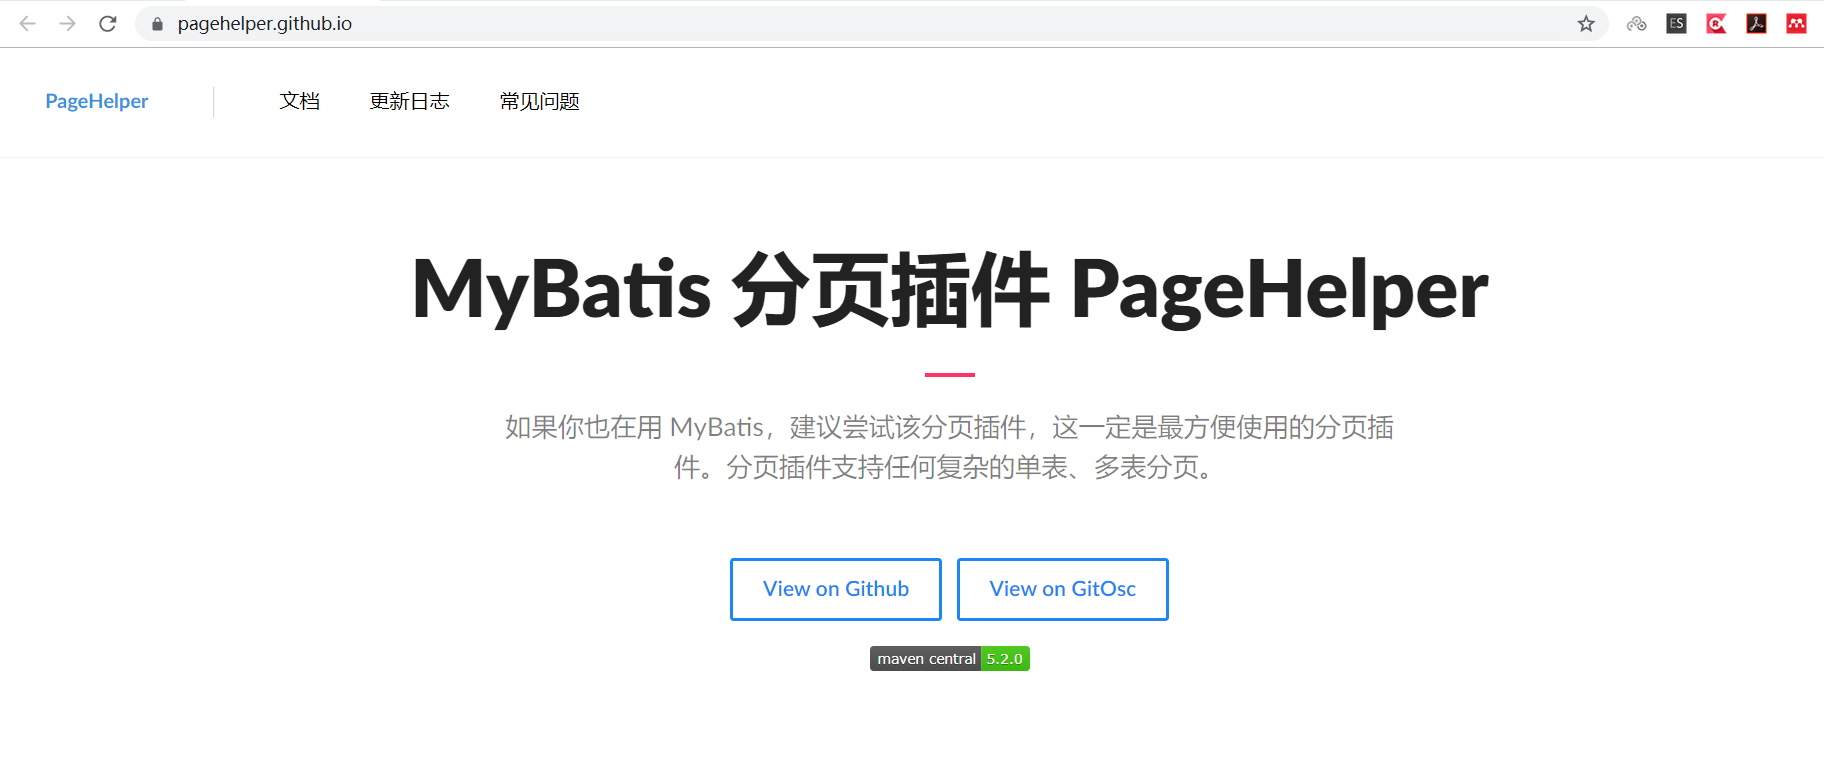 pagehelper.github.io
ES
PageHelper
文档
更新日志
常见问题
MyBatis 分页插件 PageHelper
如果你也在用 MyBatis，建议尝试该分页插件，这一定是最方便使用的分页插
件。分页插件支持任何复杂的单表、多表分页。
View on Github
View on GitOsc
maven central 5.2.0